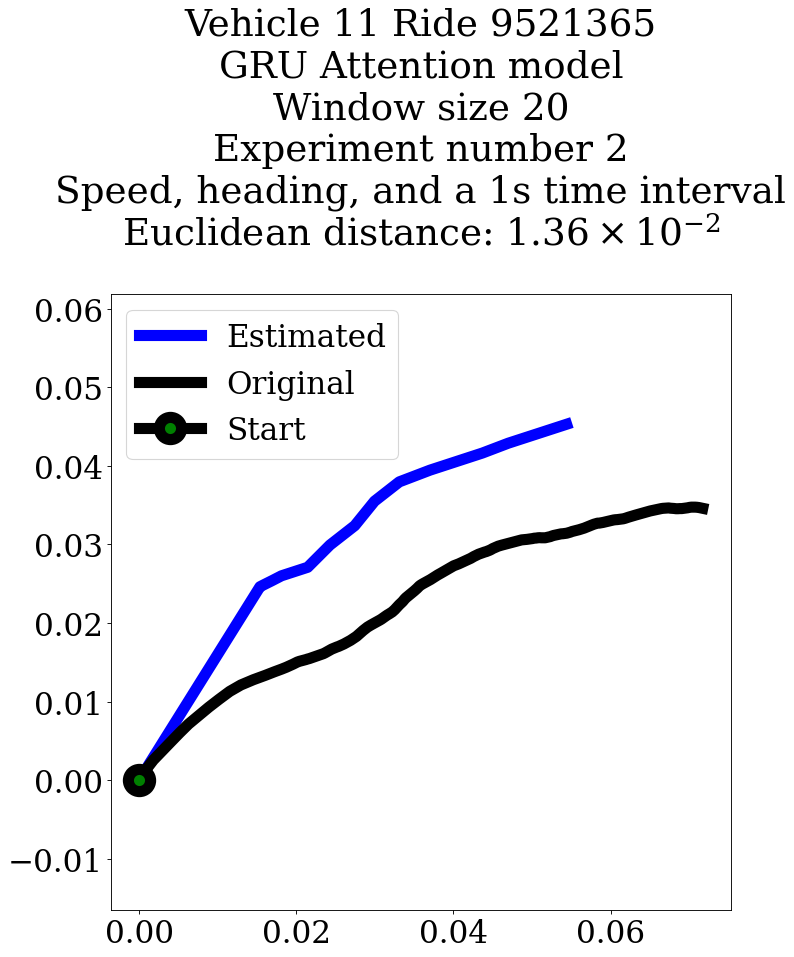 Vehicle 11 Ride 9521365
GRU Attention model
Window size 20
Experiment number 2
Speed, heading, and a 1s time interval
Euclidean distance: 1.36 × 10⁻²
0.06
Estimated
0.05
Original
Start
0.04
0.03
0.02
0.01
0.00
−0.01
0.00 0.02 0.04 0.06